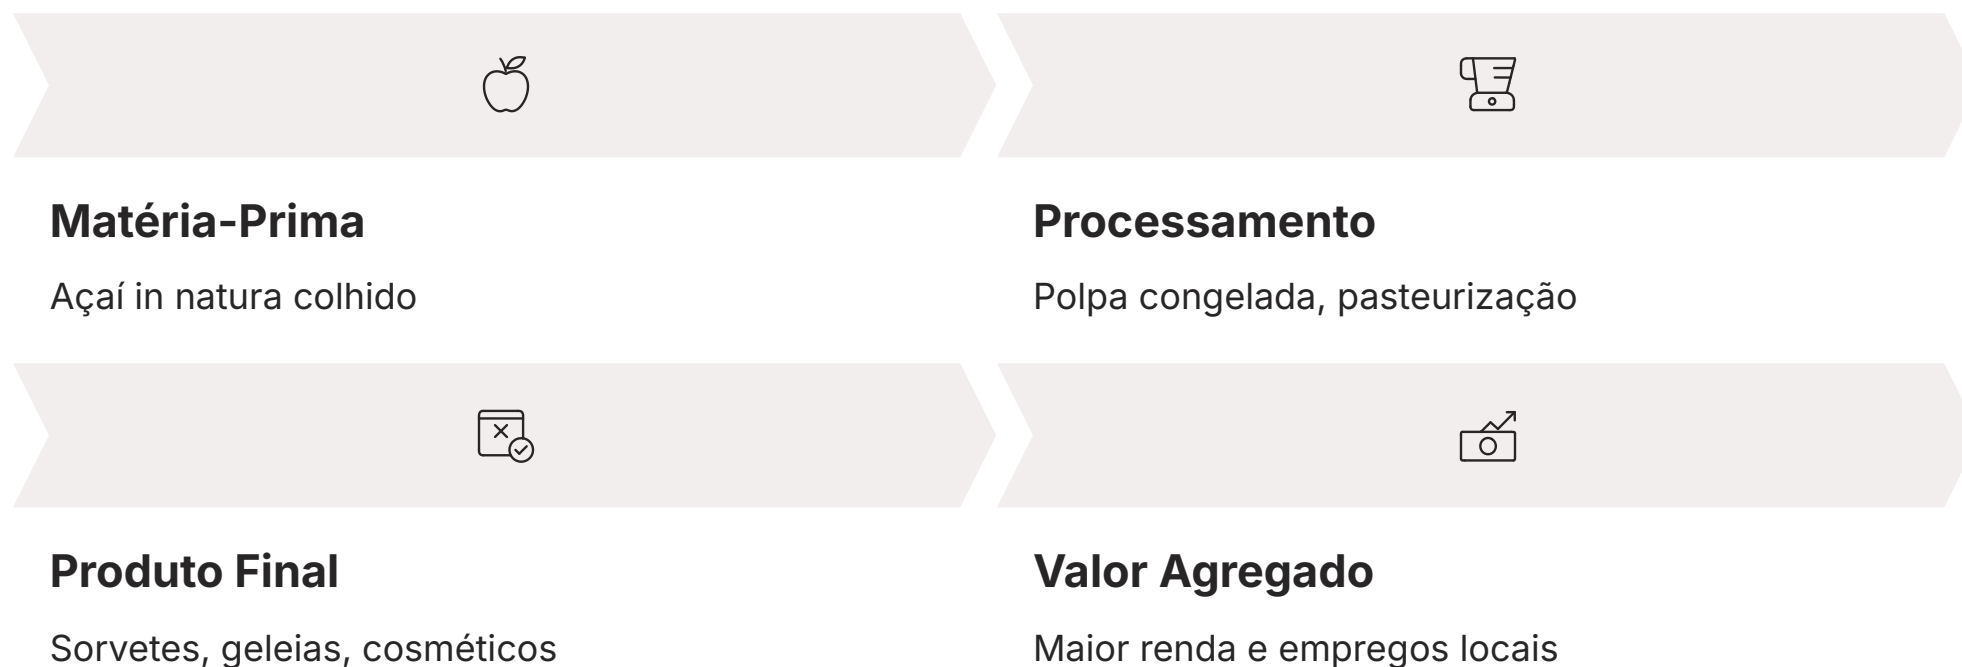 Matéria-Prima
Açaí in natura colhido
Processamento
Polpa congelada, pasteurização
Produto Final
Sorvetes, geleias, cosméticos
Valor Agregado
Maior renda e empregos locais